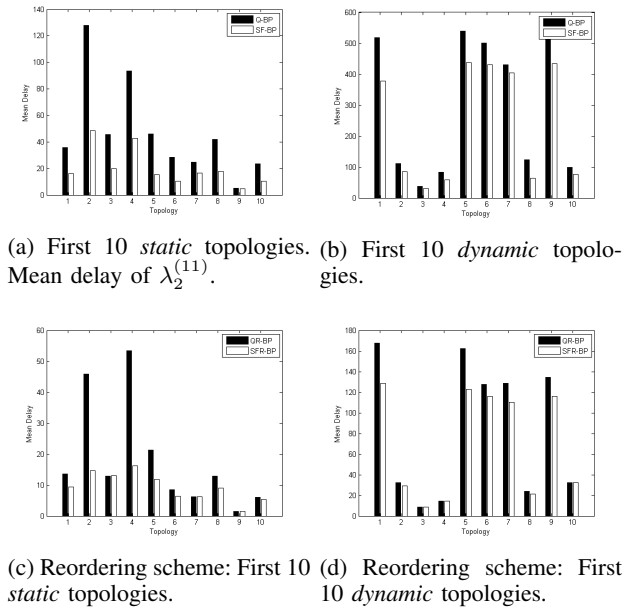 140
120
100
80
60
40
20
0
Mean Delay
1 2 3 4 5 6 7 8 9 10
Topology
Q-BP
SF-BP
600
500
400
300
200
100
0
Mean Delay
1 2 3 4 5 6 7 8 9 10
Topology
Q-BP
SF-BP
(a) First 10 static topologies.
Mean delay of λ₂⁽¹¹⁾.
(b) First 10 dynamic topolo-
gies.
60
50
40
30
20
10
0
Mean Delay
1 2 3 4 5 6 7 8 9 10
Topology
QR-BP
SFR-BP
180
160
140
120
100
80
60
40
20
0
Mean Delay
1 2 3 4 5 6 7 8 9 10
Topology
QR-BP
SFR-BP
(c) Reordering scheme: First 10
static topologies.
(d) Reordering scheme: First
10 dynamic topologies.